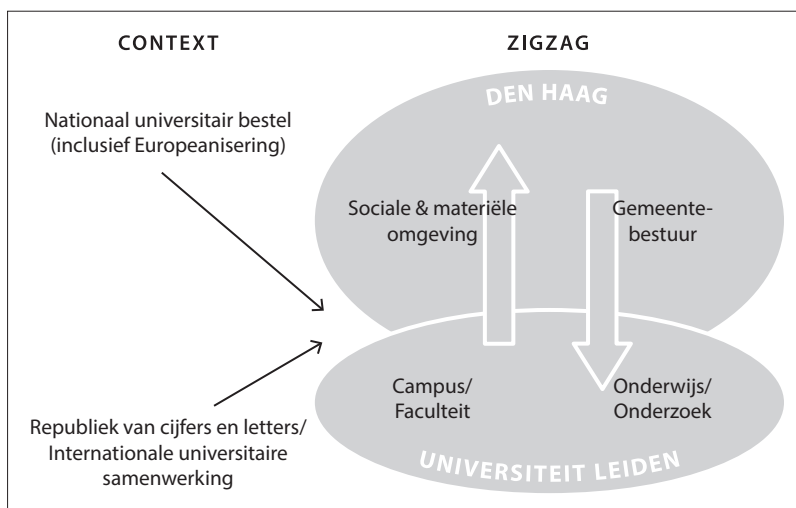 CONTEXT
ZIGZAG
DEN HAAG
Nationaal universitair bestel
(inclusief Europeanisering)
Sociale & materiële
omgeving
Gemeente-
bestuur
Campus/
Faculteit
Onderwijs/
Onderzoek
Republiek van cijfers en letters/
Internationale universitaire
samenwerking
UNIVERSITEIT LEIDEN